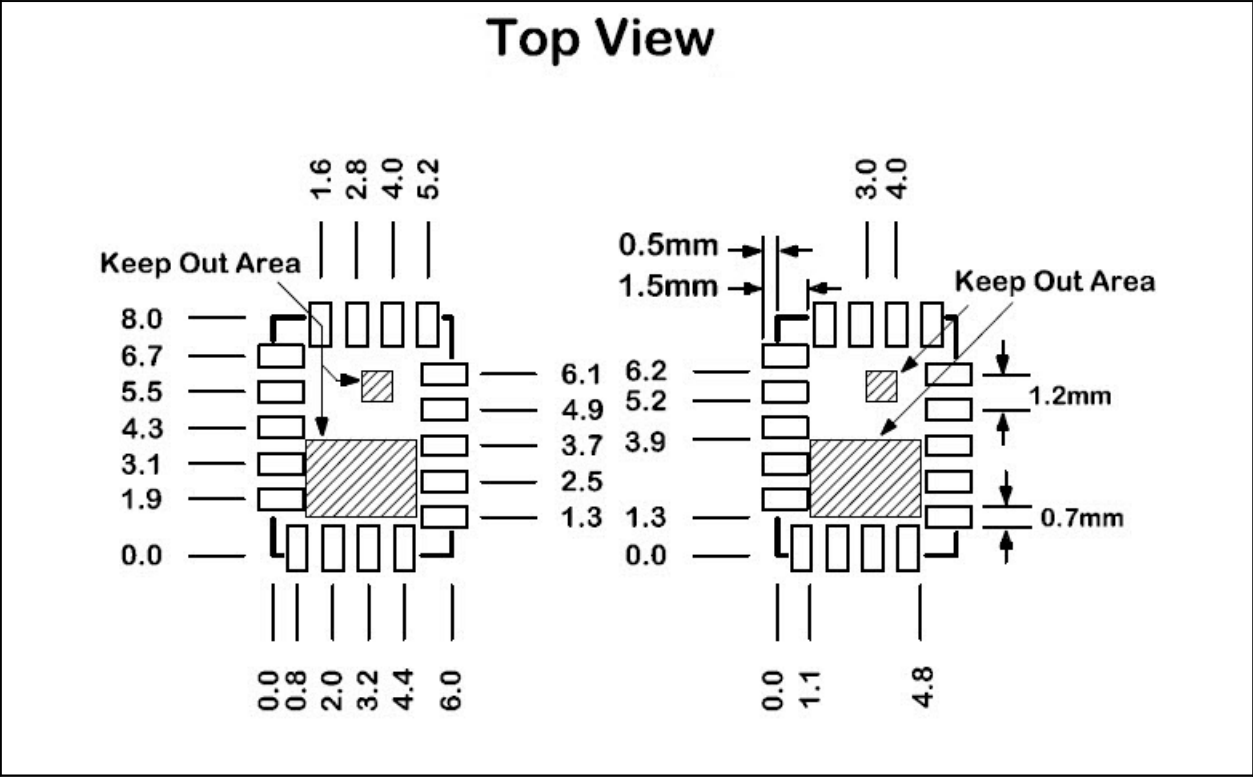 Top View
1.6 2.8 4.0 5.2
3.0 4.0
0.5mm
Keep Out Area
1.5mm
Keep Out Area
8.0
6.7
5.5
4.3
3.1
1.9
0.0
6.1
4.9
3.7
2.5
1.3
6.2
5.2
3.9
1.3
0.0
1.2mm
0.7mm
0.0 0.8 2.0 3.2 4.4 6.0
0.0 1.1 4.8